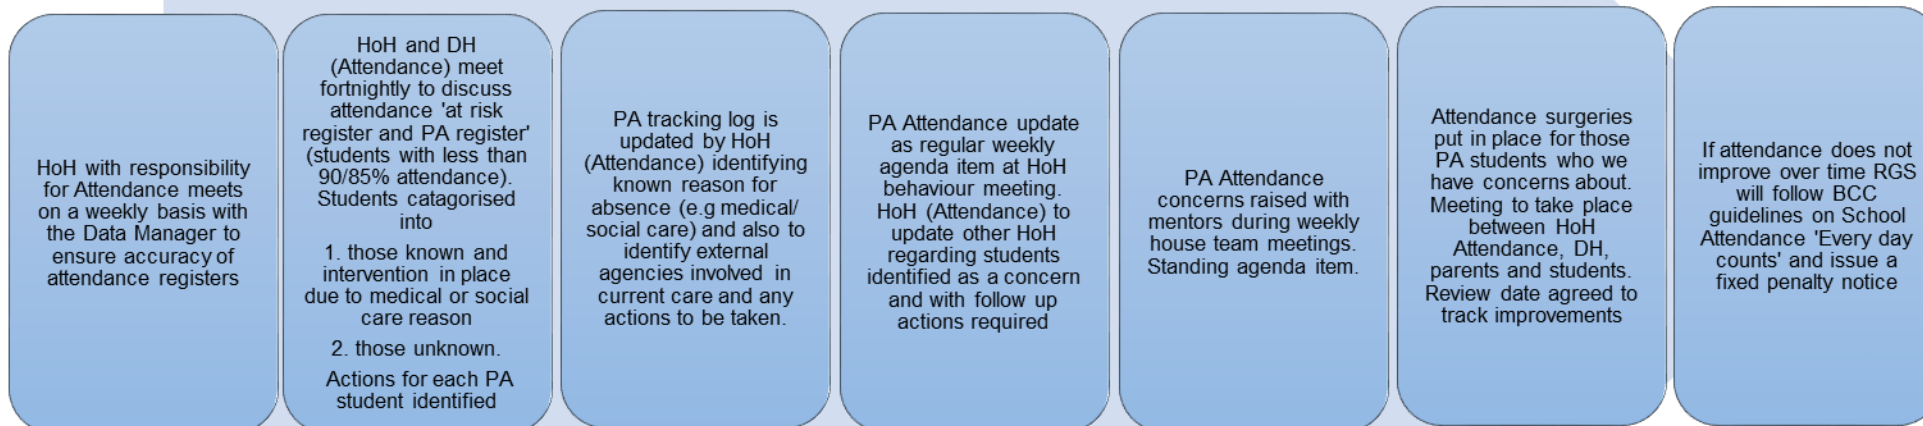 HoH with responsibility
for Attendance meets
on a weekly basis with
the Data Manager to
ensure accuracy of
attendance registers
HoH and DH
(Attendance) meet
fortnightly to discuss
attendance 'at risk
register and PA register'
(students with less than
90/85% attendance).
Students catagorised
into
1. those known and
intervention in place
due to medical or social
care reason
2. those unknown.
Actions for each PA
student identified
PA tracking log is
updated by HoH
(Attendance) identifying
known reason for
absence (e.g medical/
social care) and also to
identify external
agencies involved in
current care and any
actions to be taken.
PA Attendance update
as regular weekly
agenda item at HoH
behaviour meeting.
HoH (Attendance) to
update other HoH
regarding students
identified as a concern
and with follow up
actions required
PA Attendance
concerns raised with
mentors during weekly
house team meetings.
Standing agenda item.
Attendance surgeries
put in place for those
PA students who we
have concerns about.
Meeting to take place
between HoH
Attendance, DH,
parents and students.
Review date agreed to
track improvements
If attendance does not
improve over time RGS
will follow BCC
guidelines on School
Attendance 'Every day
counts' and issue a
fixed penalty notice